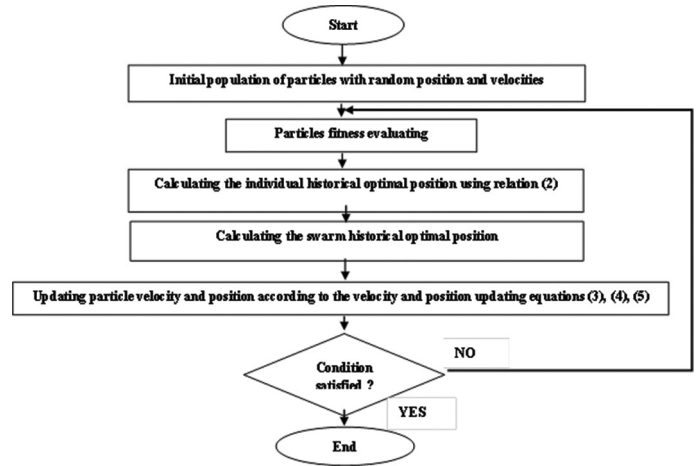 Start
Initial population of particles with random position and velocities
Particles fitness evaluating
Calculating the individual historical optimal position using relation (2)
Calculating the swarm historical optimal position
Updating particle velocity and position according to the velocity and position updating equations (3), (4), (5)
Condition
satisfied ?
NO
YES
End